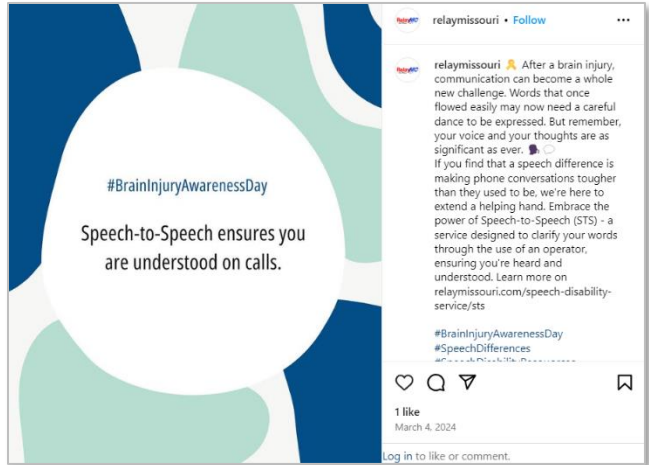 #BrainInjuryAwarenessDay
Speech-to-Speech ensures you
are understood on calls.
relaymissouri • Follow
relaymissouri 🎗️ After a brain injury,
communication can become a whole
new challenge. Words that once
flowed easily may now need a careful
dance to be expressed. But remember,
your voice and your thoughts are as
significant as ever. 🗣️💭
If you find that a speech difference is
making phone conversations tougher
than they used to be, we're here to
extend a helping hand. Embrace the
power of Speech-to-Speech (STS) - a
service designed to clarify your words
through the use of an operator,
ensuring you're heard and
understood. Learn more on
relaymissouri.com/speech-disability-
service/sts
#BrainInjuryAwarenessDay
#SpeechDifferences
1 like
March 4, 2024
Log in to like or comment.